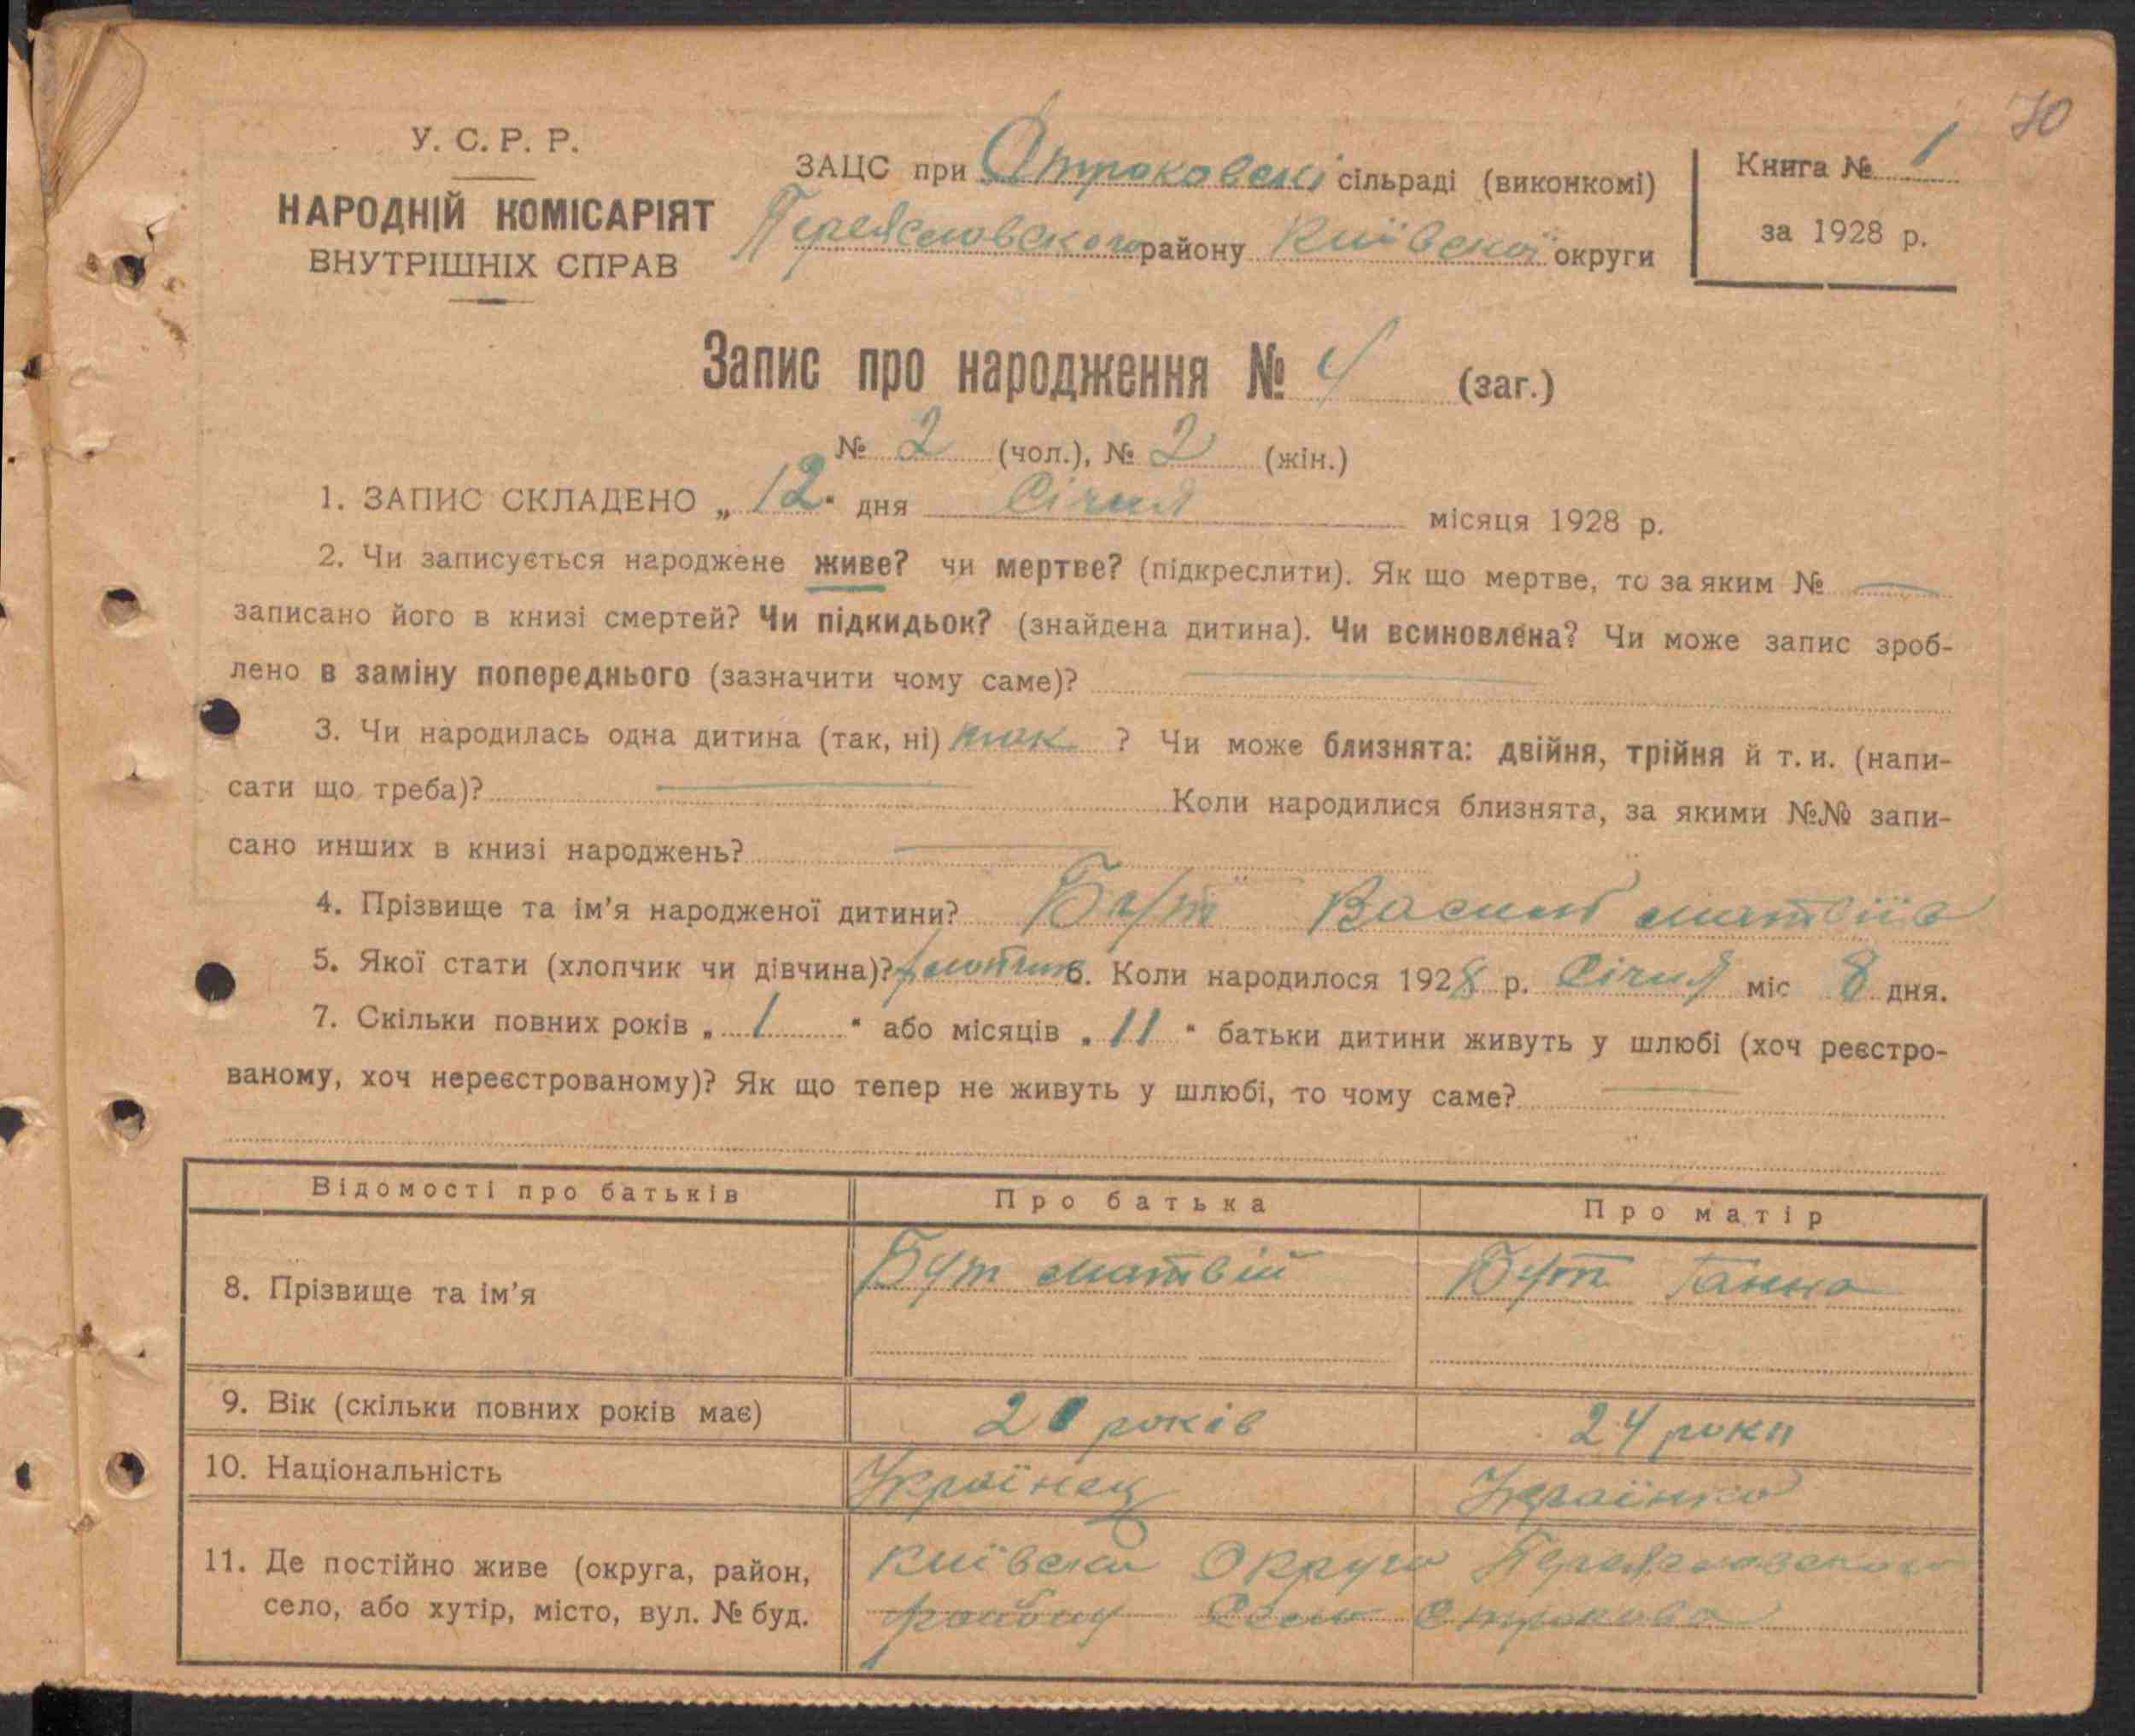 70
У. С. Р. Р.
НАРОДНІЙ КОМІСАРІЯТ
ВНУТРІШНІХ СПРАВ
ЗАЦС при Отроковскі сільраді (виконкомі)
Переясловского району Київської округи
Книга № 1
за 1928 р.
Запис про народження № 4 (заг.)
№ 2 (чол.), № 2 (жін.)
1. ЗАПИС СКЛАДЕНО „ 12 “ дня Січня місяця 1928 р.
2. Чи записується народжене живе? чи мертве? (підкреслити). Як що мертве, то за яким № —
записано його в книзі смертей? Чи підкидьок? (знайдена дитина). Чи всиновлена? Чи може запис зроб-
лено в заміну попереднього (зазначити чому саме)? —
3. Чи народилась одна дитина (так, ні) так ? Чи може близнята: двійня, трійня й т. и. (напи-
сати що треба)? — Коли народилися близнята, за якими №№ запи-
сано инших в книзі народжень? —
4. Прізвище та ім’я народженої дитини? Бут Василь Матвіїв
5. Якої стати (хлопчик чи дівчина)? хлопчик 6. Коли народилося 1928 р. Січня міс 8 дня.
7. Скільки повних років „ 1 “ або місяців „ 11 “ батьки дитини живуть у шлюбі (хоч реєстро-
ваному, хоч нереєстрованому)? Як що тепер не живуть у шлюбі, то чому саме? —
Відомості про батьків Про батька Про матір
8. Прізвище та ім’я Бут Матвій Бут Ганна
9. Вік (скільки повних років має) років 24 роки
10. Національність Українец Українка
11. Де постійно живе (округа, район, Київска Округа Переясловского
село, або хутір, місто, вул. № буд. району Село Отрокова